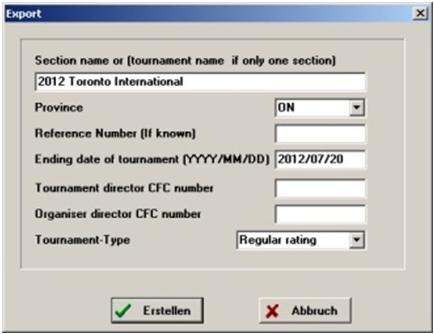 Export
Section name or (tournament name if only one section)
2012 Toronto International
Province ON
Reference Number (If known)
Ending date of tournament (YYYY/MM/DD) 2012/07/20
Tournament director CFC number
Organiser director CFC number
Tournament-Type Regular rating
Erstellen Abbruch